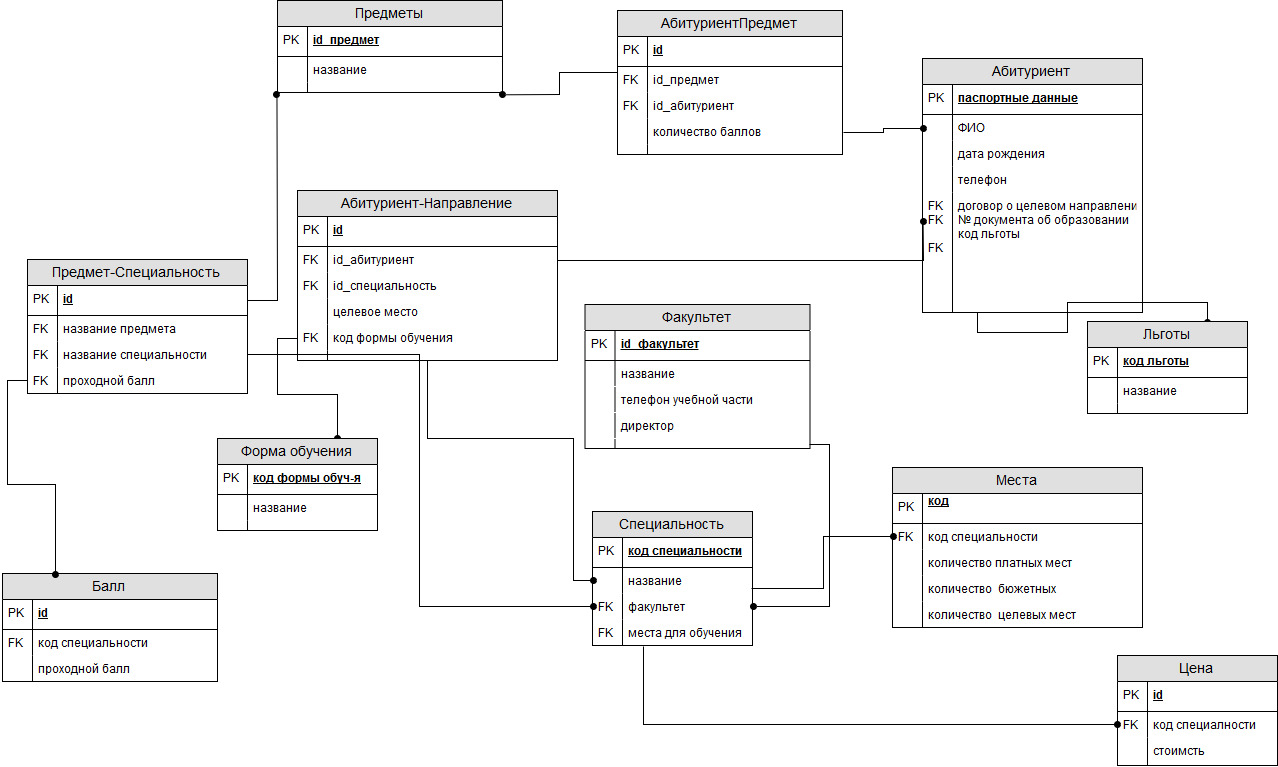 Предметы
PK id_предмет
название
АбитуриентПредмет
PK id
FK id_предмет
FK id_абитуриент
количество баллов
Абитуриент
PK паспортные данные
ФИО
дата рождения
телефон
FK договор о целевом направлени
FK № документа об образовании
код льготы
FK
Абитуриент-Направление
PK id
FK id_абитуриент
FK id_специальность
целевое место
FK код формы обучения
Предмет-Специальность
PK id
FK название предмета
FK название специальности
FK проходной балл
Факультет
PK id_факультет
название
телефон учебной части
директор
Льготы
PK код льготы
название
Форма обучения
PK код формы обуч-я
название
Места
PK код
FK код специальности
количество платных мест
количество бюжетных
количество целевых мест
Специальность
PK код специальности
название
FK факультет
FK места для обучения
Балл
PK id
FK код специальности
проходной балл
Цена
PK id
FK код специалности
стоимсть